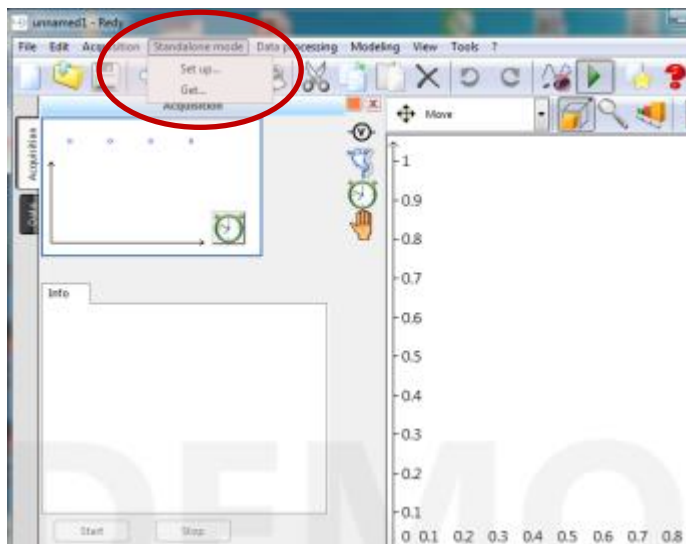 unnamed1 - Redy
File Edit Acquisition Standalone mode Data processing Modeling View Tools ?
Set up...
Get...
Acquisition
Move
Acquisition
Info
1
0.9
0.8
0.7
0.6
0.5
0.4
0.3
0.2
0.1
0 0.1 0.2 0.3 0.4 0.5 0.6 0.7 0.8
Start Stop
DEMO